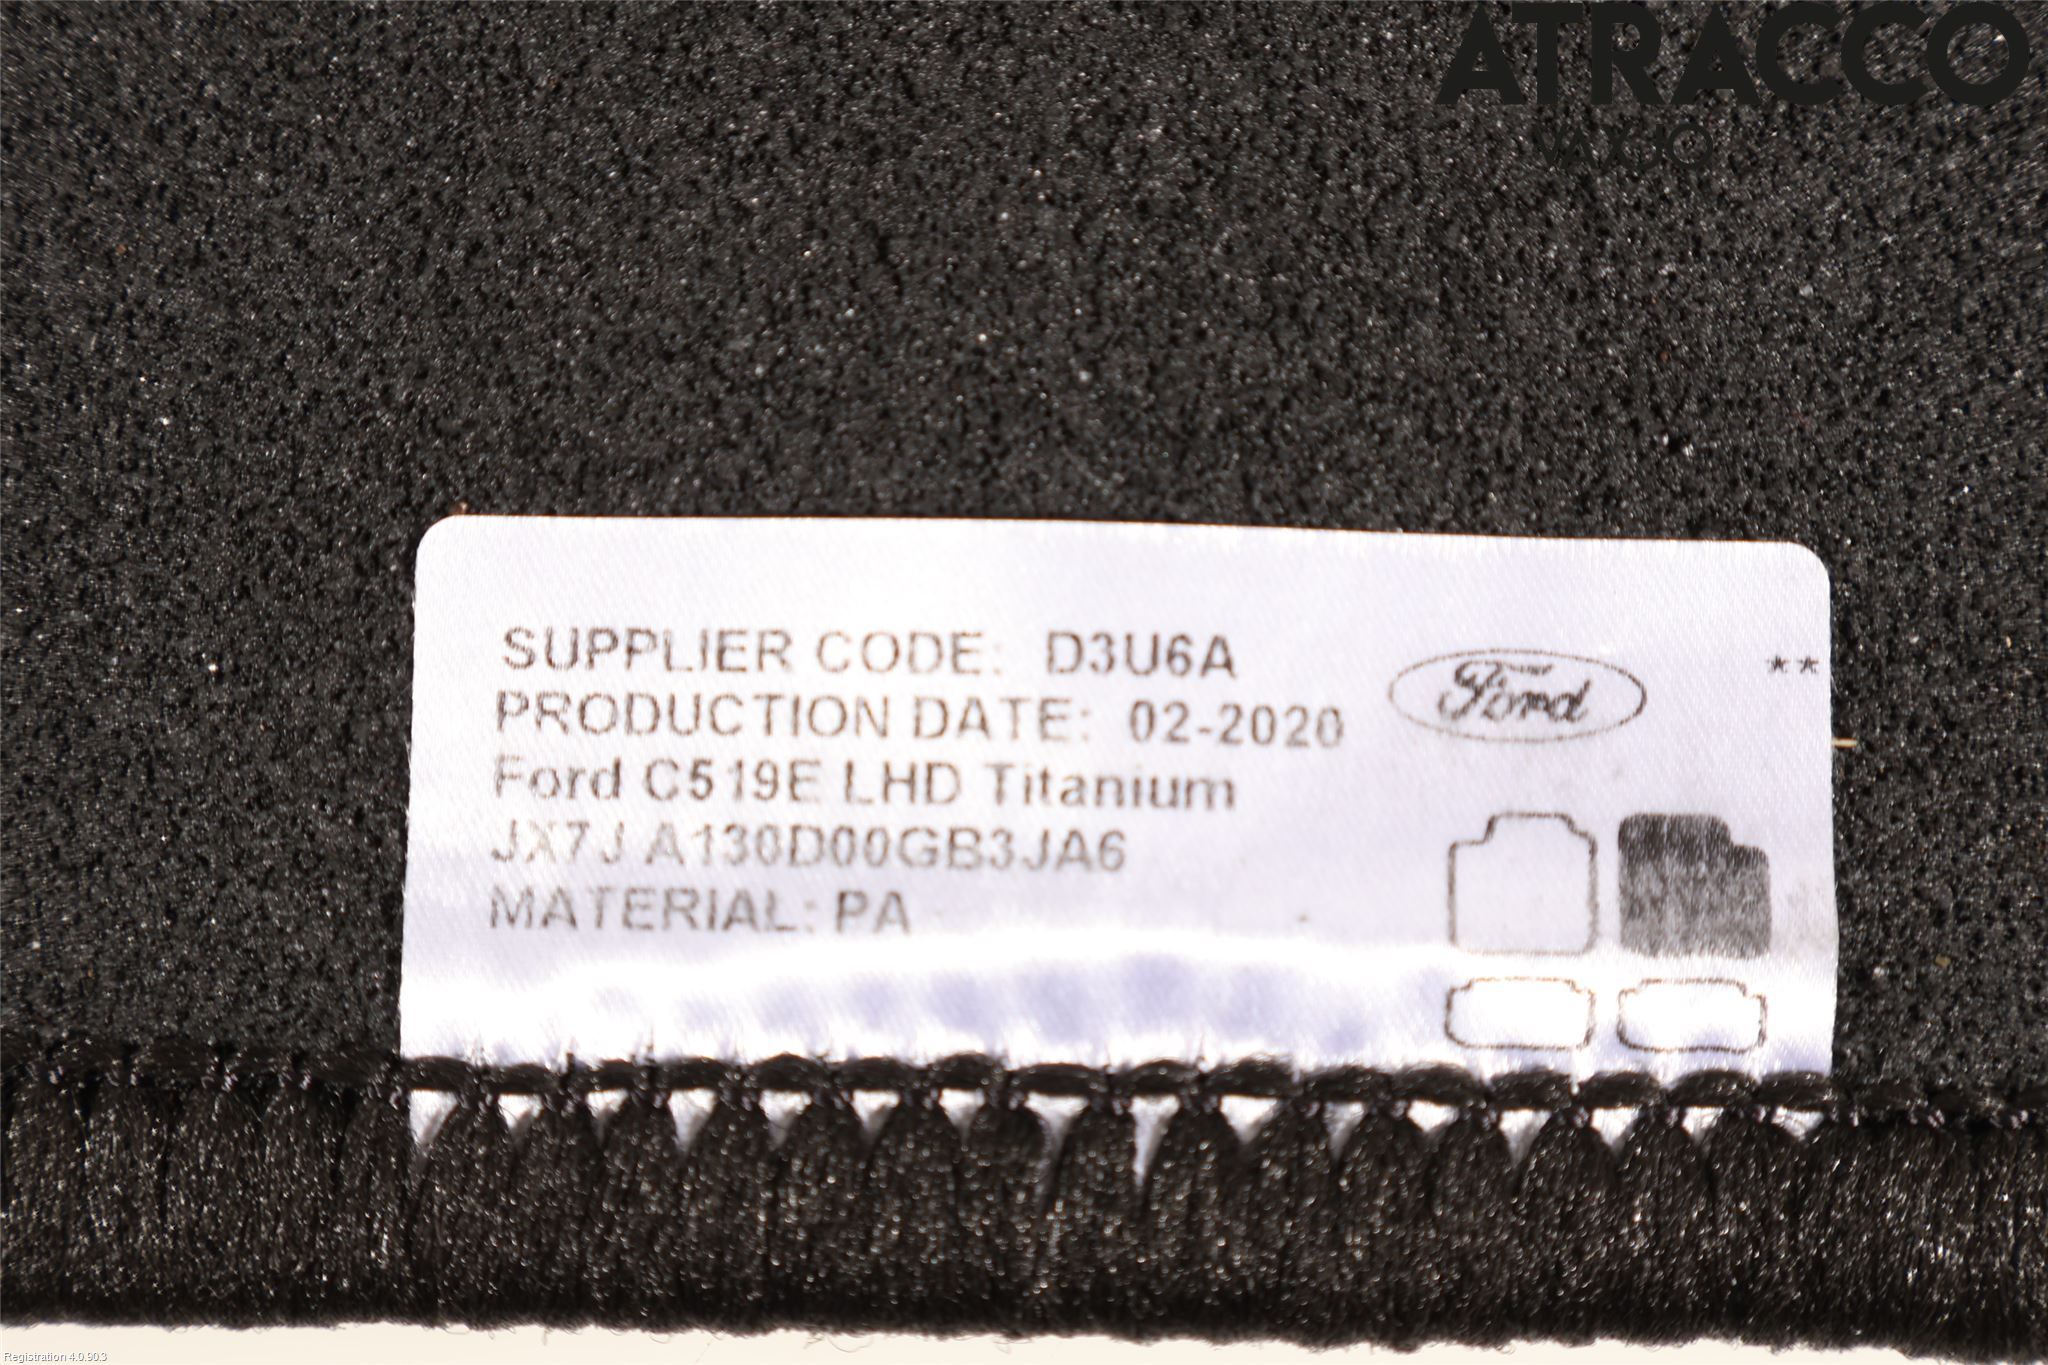 ATRACCO
VÄXJÖ
SUPPLIER CODE: D3U6A
PRODUCTION DATE: 02-2020
Ford
**
Ford C519E LHD Titanium
JX7J A130D00GB3JA6
MATERIAL: PA
Registration 4.0.90.3